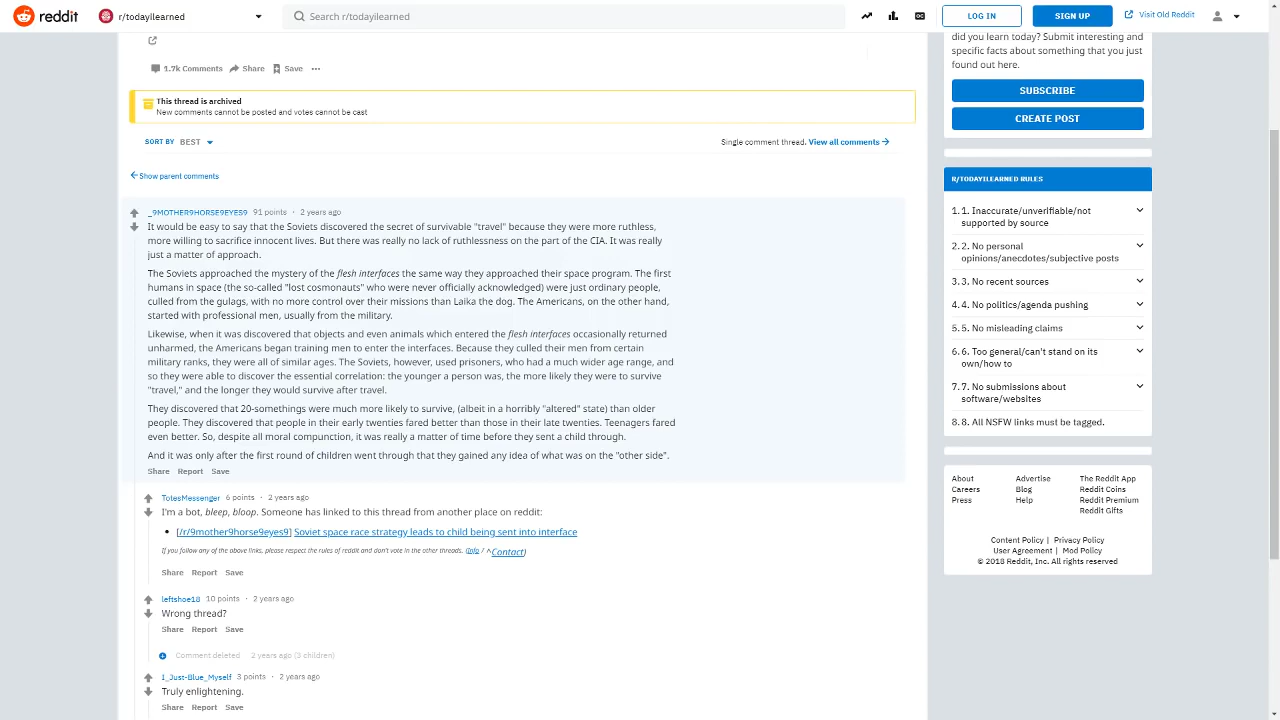 reddit r/todayilearned Search r/todayilearned LOG IN SIGN UP Visit Old Reddit
1.7k Comments Share Save
This thread is archived
New comments cannot be posted and votes cannot be cast
SORT BY BEST Single comment thread. View all comments
Show parent comments
_9MOTHER9HORSE9EYES9 91 points · 2 years ago
It would be easy to say that the Soviets discovered the secret of survivable "travel" because they were more ruthless,
more willing to sacrifice innocent lives. But there was really no lack of ruthlessness on the part of the CIA. It was really
just a matter of approach.
The Soviets approached the mystery of the flesh interfaces the same way they approached their space program. The first
humans in space (the so-called "lost cosmonauts" who were never officially acknowledged) were just ordinary people,
culled from the gulags, with no more control over their missions than Laika the dog. The Americans, on the other hand,
started with professional men, usually from the military.
Likewise, when it was discovered that objects and even animals which entered the flesh interfaces occasionally returned
unharmed, the Americans began training men to enter the interfaces. Because they culled their men from certain
military ranks, they were all of similar ages. The Soviets, however, used prisoners, who had a much wider age range, and
so they were able to discover the essential correlation: the younger a person was, the more likely they were to survive
"travel," and the longer they would survive after travel.
They discovered that 20-somethings were much more likely to survive, (albeit in a horribly "altered" state) than older
people. They discovered that people in their early twenties fared better than those in their late twenties. Teenagers fared
even better. So, despite all moral compunction, it was really a matter of time before they sent a child through.
And it was only after the first round of children went through that they gained any idea of what was on the "other side".
Share Report Save
TotesMessenger 6 points · 2 years ago
I'm a bot, bleep, bloop. Someone has linked to this thread from another place on reddit:
• [/r/9mother9horse9eyes9] Soviet space race strategy leads to child being sent into interface
If you follow any of the above links, please respect the rules of reddit and don't vote in the other threads. (Info / ^Contact)
Share Report Save
leftshoe18 10 points · 2 years ago
Wrong thread?
Share Report Save
Comment deleted 2 years ago (3 children)
I_Just-Blue_Myself 3 points · 2 years ago
Truly enlightening.
Share Report Save
did you learn today? Submit interesting and
specific facts about something that you just
found out here.
SUBSCRIBE
CREATE POST
R/TODAYILEARNED RULES
1. 1. Inaccurate/unverifiable/not
supported by source
2. 2. No personal
opinions/anecdotes/subjective posts
3. 3. No recent sources
4. 4. No politics/agenda pushing
5. 5. No misleading claims
6. 6. Too general/can't stand on its
own/how to
7. 7. No submissions about
software/websites
8. 8. All NSFW links must be tagged.
About Advertise The Reddit App
Careers Blog Reddit Coins
Press Help Reddit Premium
Reddit Gifts
Content Policy | Privacy Policy
User Agreement | Mod Policy
© 2018 Reddit, Inc. All rights reserved